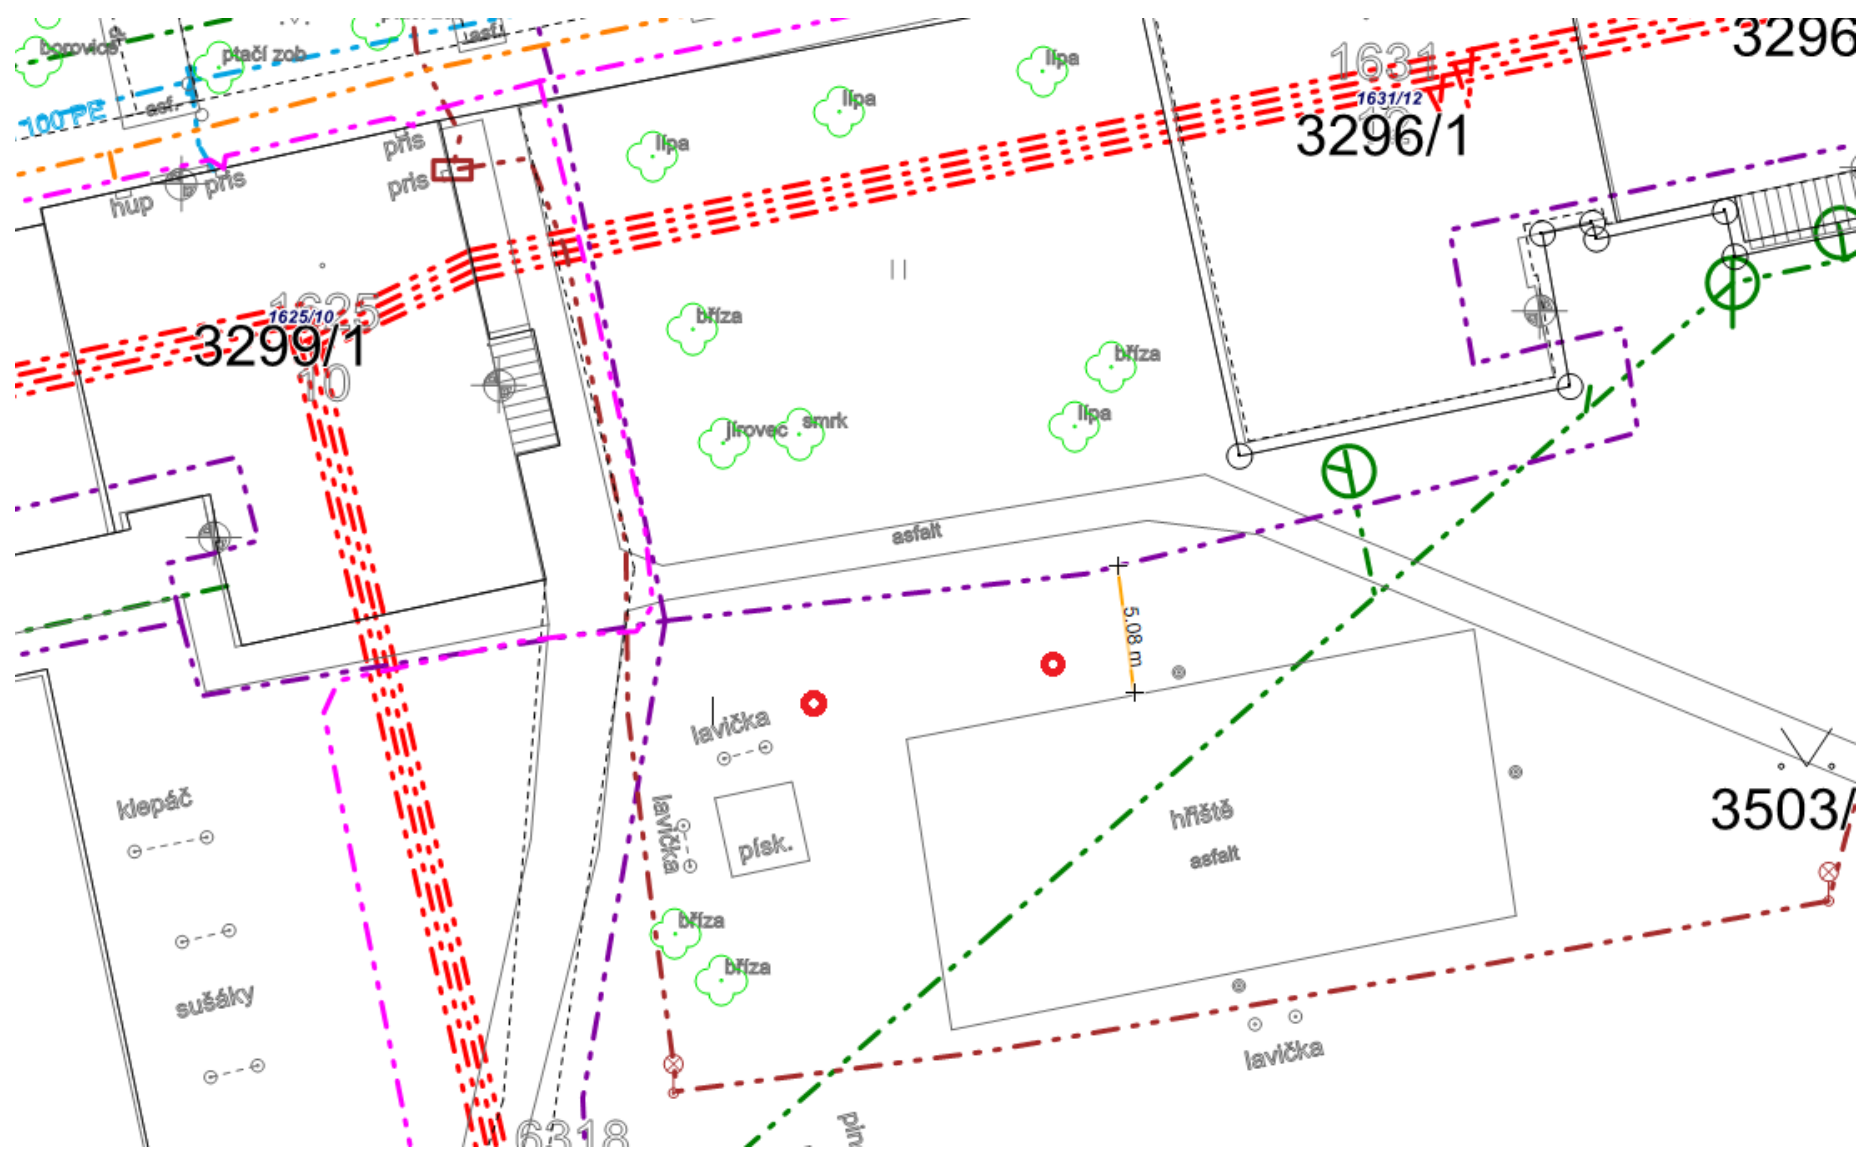 borovice
ptačí zob
asf.
lípa
1631
3296
100 PE
asf.
lípa
1631/12
12
3296/1
pris
lípa
pris
hup
pris
1625
1625/10
3299/1
10
bříza
bříza
lípa
jírovec
smrk
asfalt
5.08 m
lavička
klepáč
lavička
písk.
hřiště
asfalt
3503/
bříza
bříza
sušáky
lavička
6318